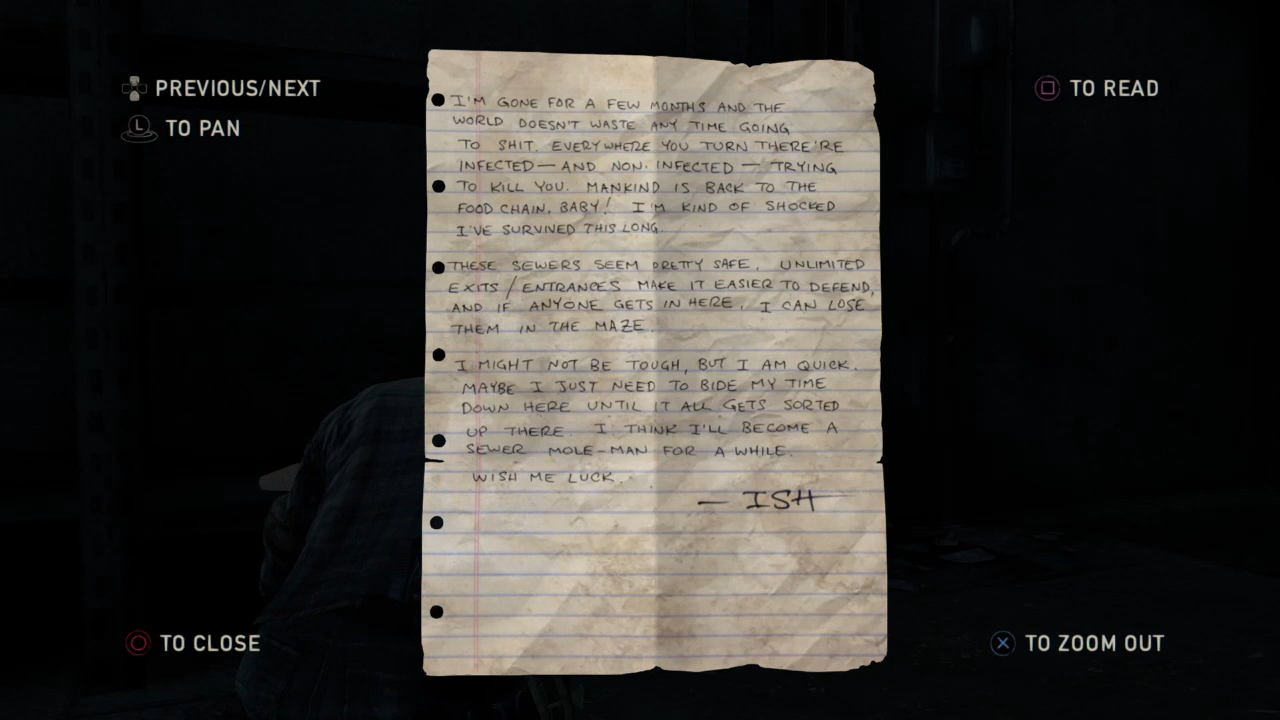 PREVIOUS/NEXT
L TO PAN
TO READ
I'M GONE FOR A FEW MONTHS AND THE
WORLD DOESN'T WASTE ANY TIME GOING
TO SHIT. EVERYWHERE YOU TURN THERE'RE
INFECTED — AND NON-INFECTED — TRYING
TO KILL YOU. MANKIND IS BACK TO THE
FOOD CHAIN, BABY! I'M KIND OF SHOCKED
I'VE SURVIVED THIS LONG.
THESE SEWERS SEEM PRETTY SAFE. UNLIMITED
EXITS / ENTRANCES MAKE IT EASIER TO DEFEND,
AND IF ANYONE GETS IN HERE, I CAN LOSE
THEM IN THE MAZE.
I MIGHT NOT BE TOUGH, BUT I AM QUICK.
MAYBE I JUST NEED TO BIDE MY TIME
DOWN HERE UNTIL IT ALL GETS SORTED
UP THERE. I THINK I'LL BECOME A
SEWER MOLE-MAN FOR A WHILE.
WISH ME LUCK.
— ISH
TO CLOSE
TO ZOOM OUT